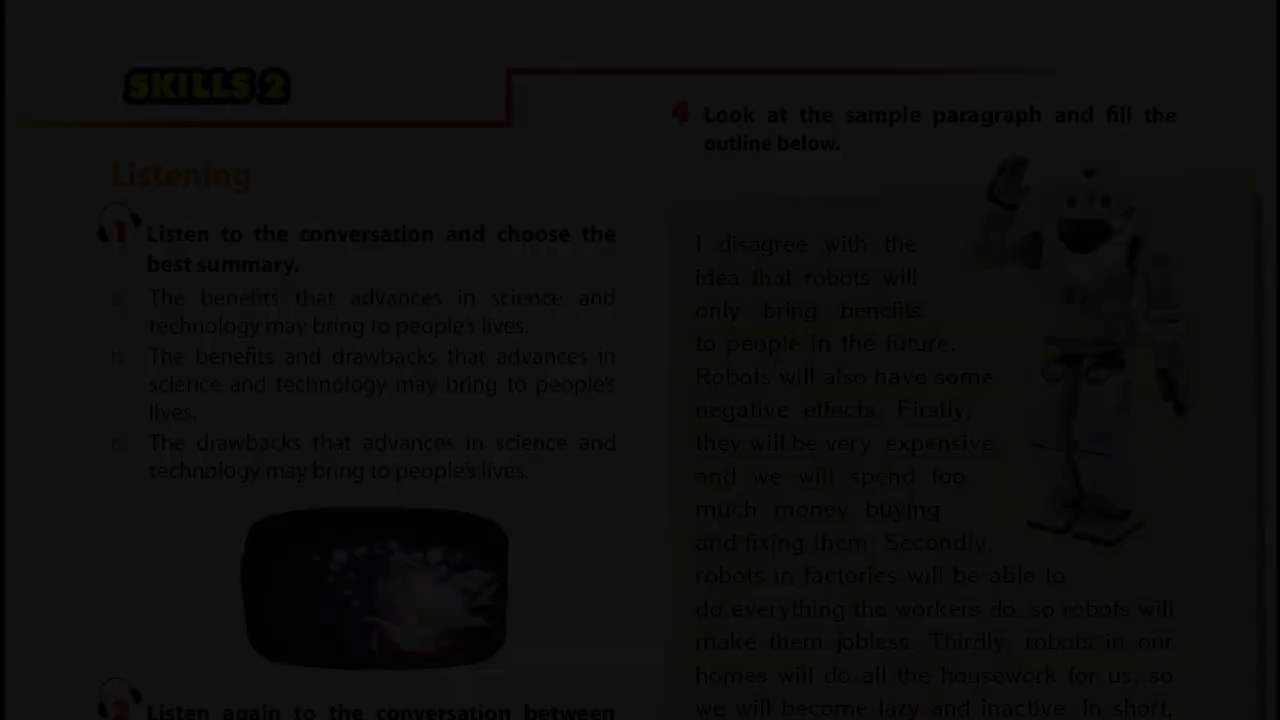 SKILLS 2
Listening
1 Listen to the conversation and choose the
best summary.
a. The benefits that advances in science and
technology may bring to people's lives.
b. The benefits and drawbacks that advances in
science and technology may bring to people's
lives.
c. The drawbacks that advances in science and
technology may bring to people's lives.
2 Listen again to the conversation between
4 Look at the sample paragraph and fill the
outline below.
I disagree with the
idea that robots will
only bring benefits
to people in the future.
Robots will also have some
negative effects. Firstly,
they will be very expensive
and we will spend too
much money buying
and fixing them. Secondly,
robots in factories will be able to
do everything the workers do, so robots will
make them jobless. Thirdly, robots in our
homes will do all the housework for us, so
we will become lazy and inactive. In short,